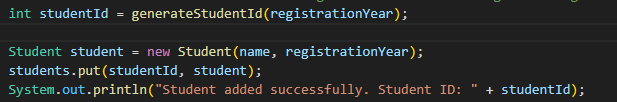 int studentId = generateStudentId(registrationYear);
Student student = new Student(name, registrationYear);
students.put(studentId, student);
System.out.println("Student added successfully. Student ID: " + studentId);